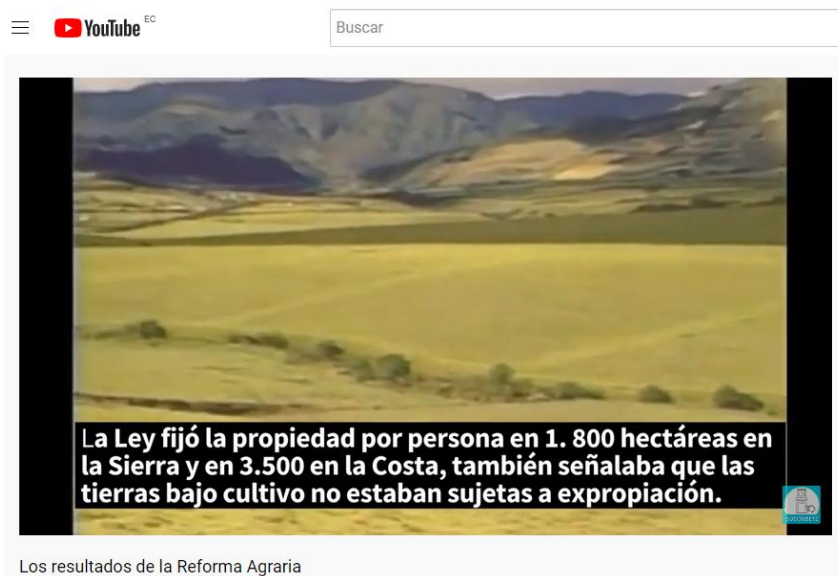 YouTube EC
Buscar
La Ley fijó la propiedad por persona en 1. 800 hectáreas en
la Sierra y en 3.500 en la Costa, también señalaba que las
tierras bajo cultivo no estaban sujetas a expropiación.
SUSCRIBETE
Los resultados de la Reforma Agraria